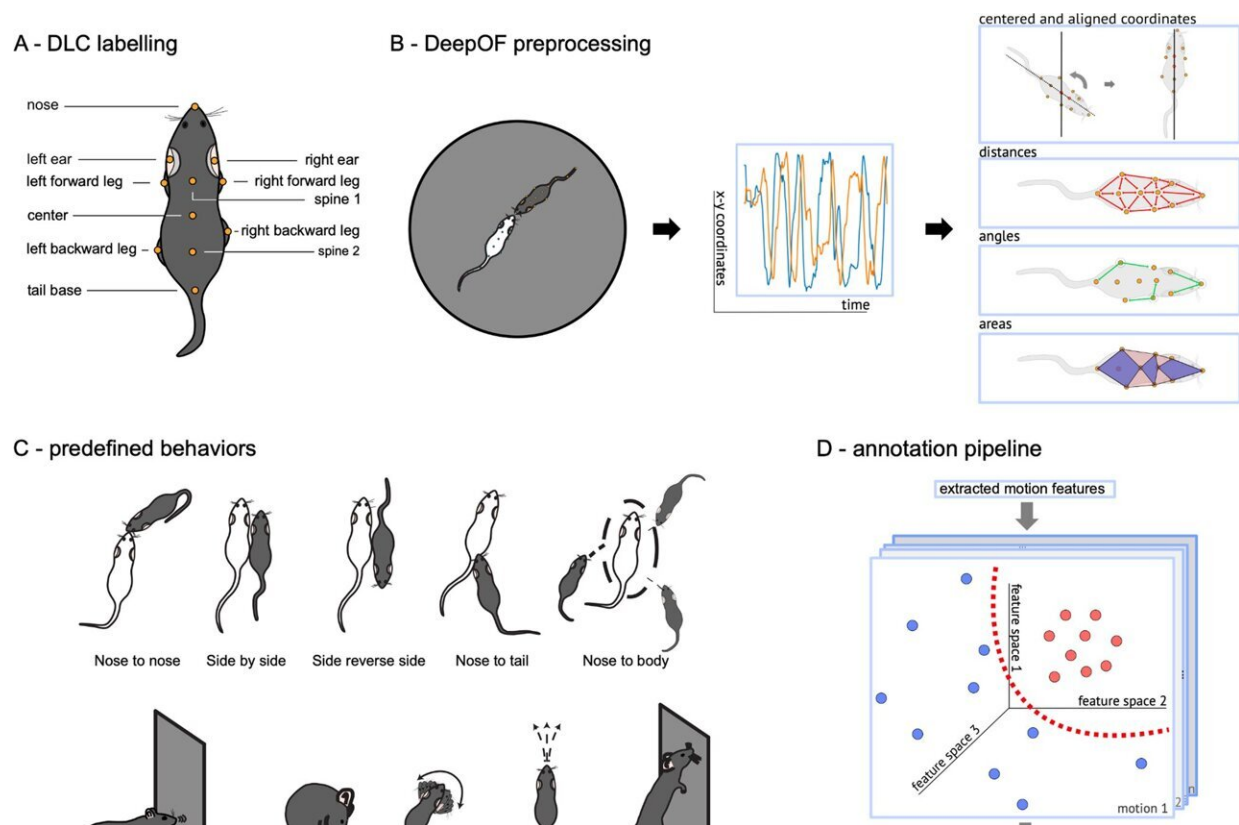 A - DLC labelling
nose
left ear
right ear
left forward leg
right forward leg
spine 1
center
right backward leg
left backward leg
spine 2
tail base
B - DeepOF preprocessing
x-y coordinates
time
centered and aligned coordinates
distances
angles
areas
C - predefined behaviors
Nose to nose
Side by side
Side reverse side
Nose to tail
Nose to body
D - annotation pipeline
extracted motion features
...
feature space 1
...
feature space 2
feature space 3
motion 1
2
n